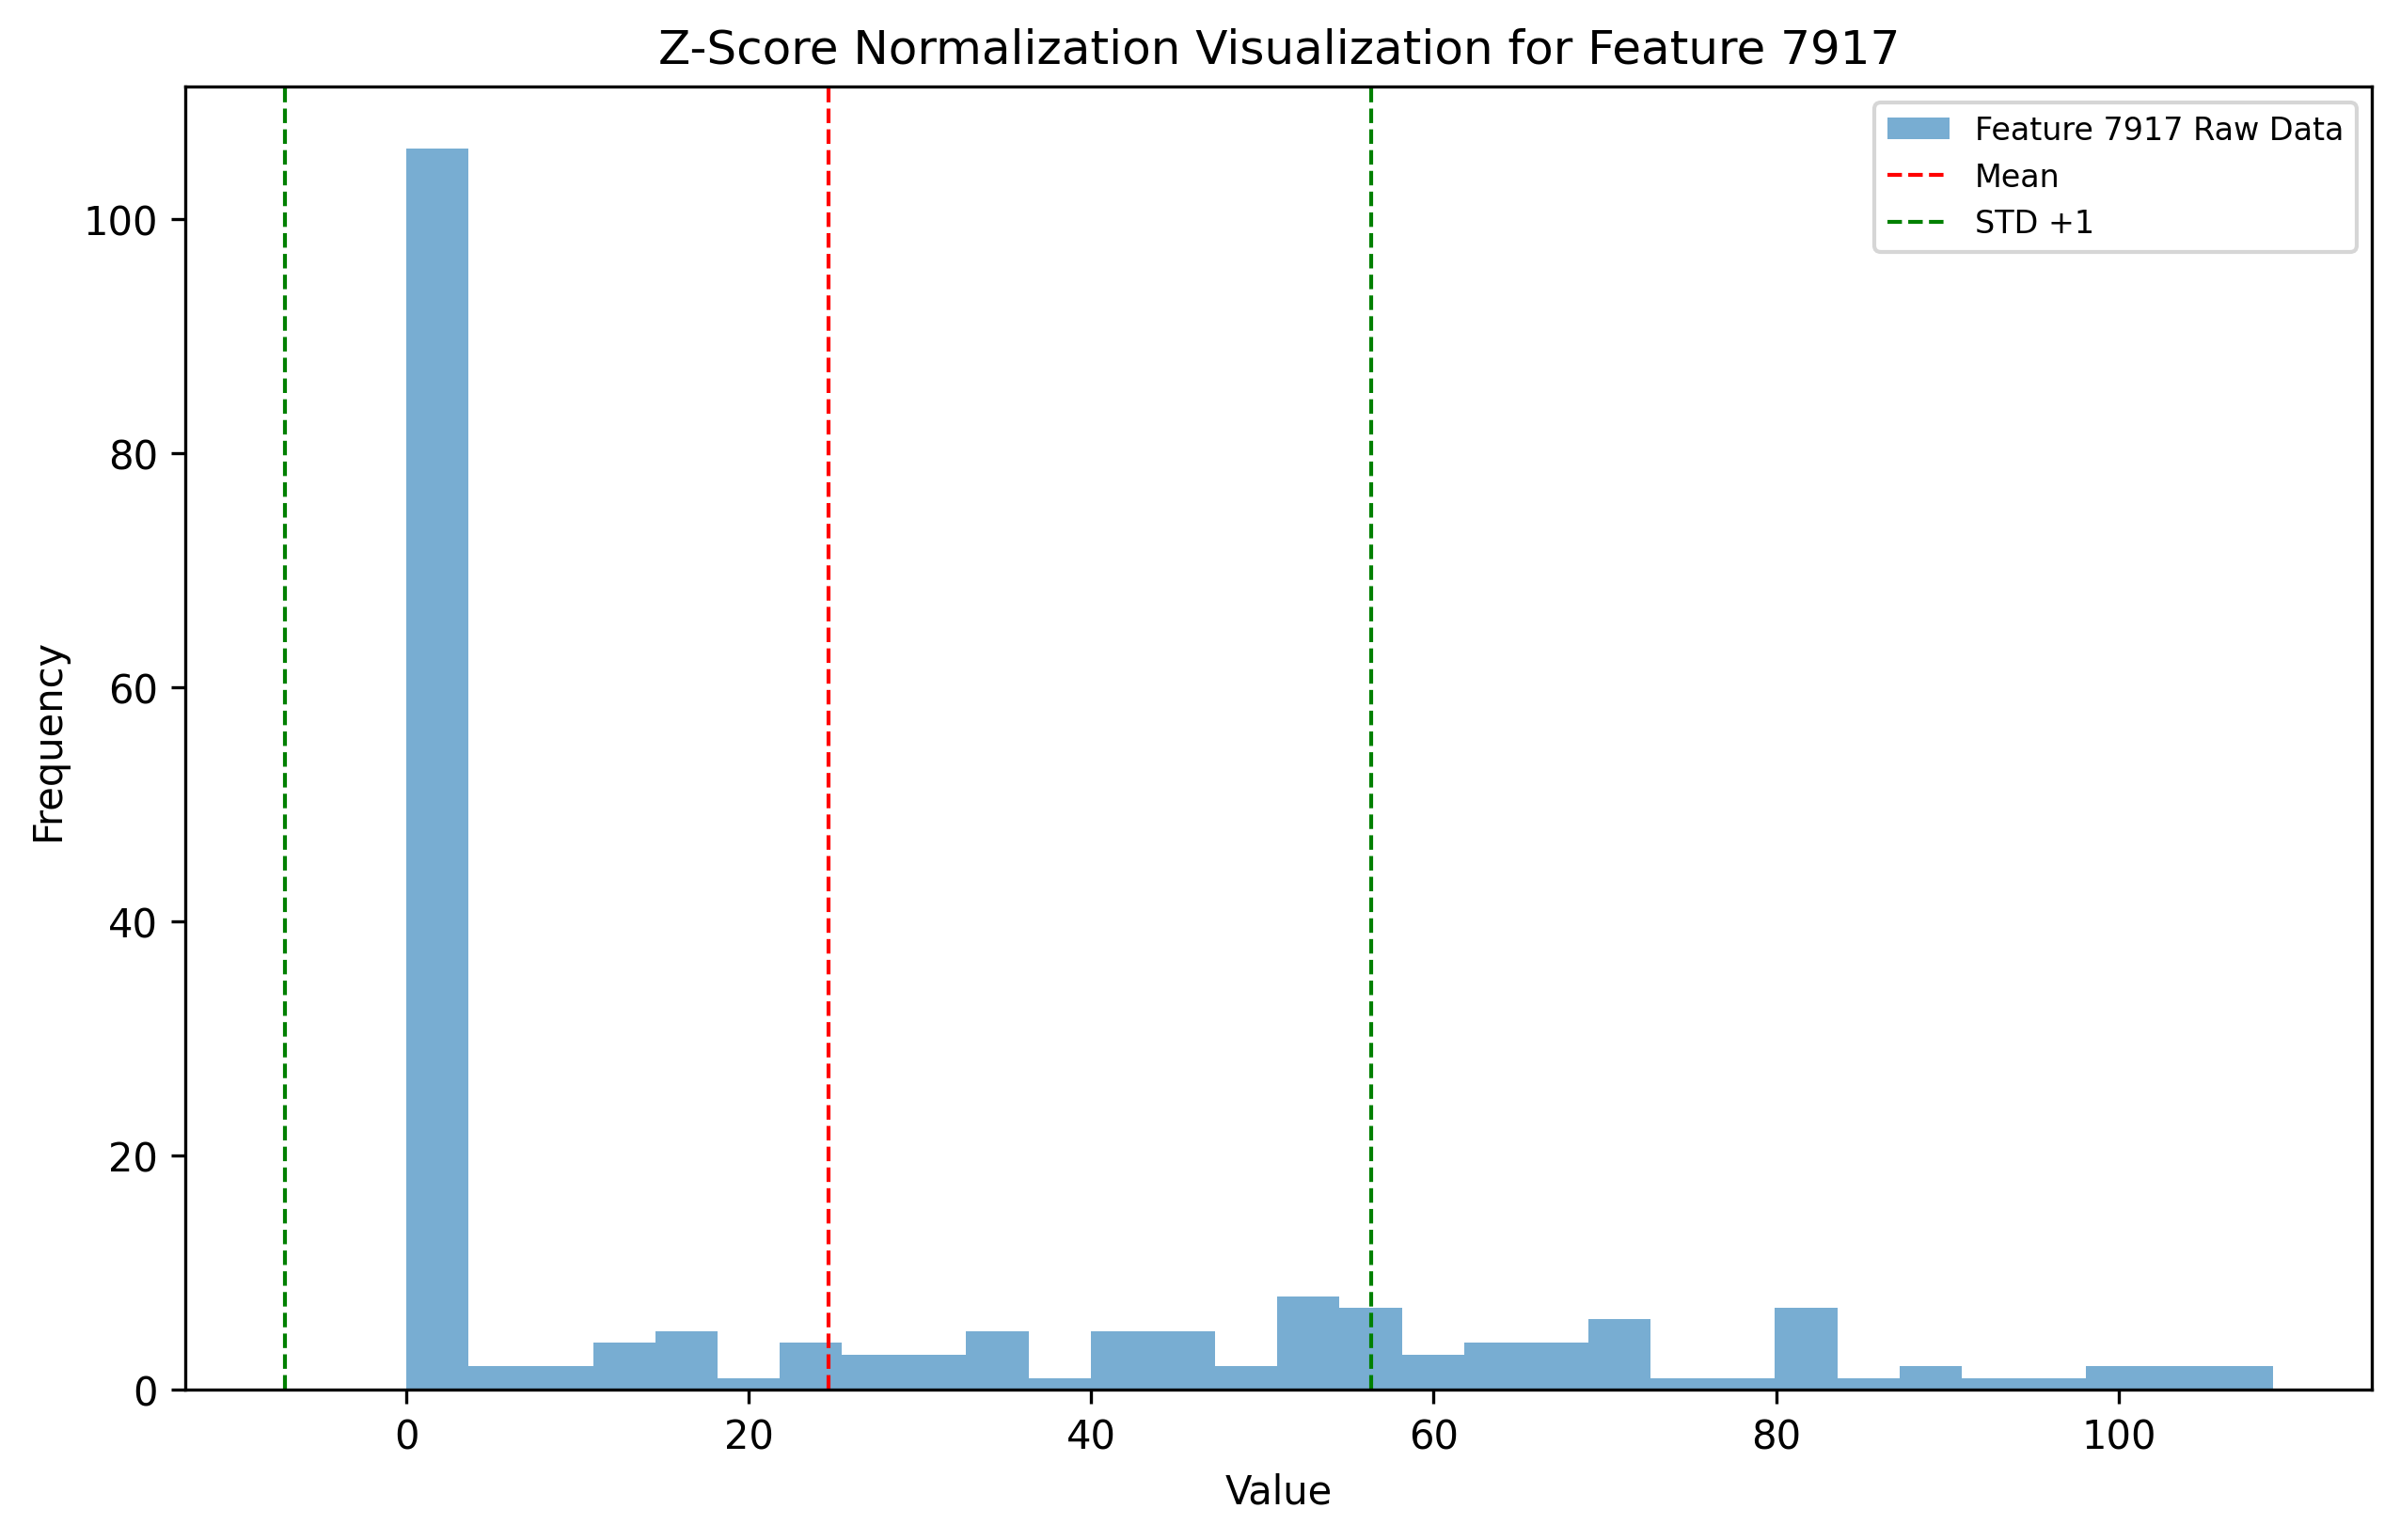 Z-Score Normalization Visualization for Feature 7917
Feature 7917 Raw Data
Mean
STD +1
100
80
60
40
20
0
Frequency
0 20 40 60 80 100
Value